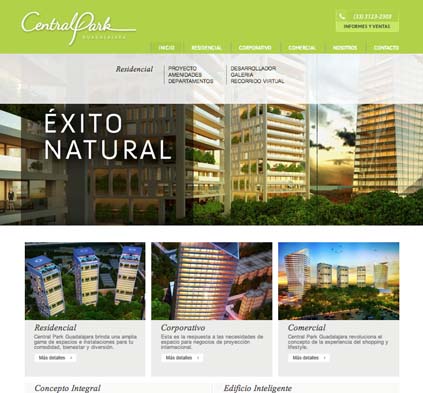 Central Park
GUADALAJARA
(33) 3123-2308
INFORMES Y VENTAS
INICIO RESIDENCIAL CORPORATIVO COMERCIAL NOSOTROS CONTACTO
Residencial
PROYECTO
AMENIDADES
DEPARTAMENTOS
DESARROLLADOR
GALERIA
RECORRIDO VIRTUAL
ÉXITO
NATURAL
Residencial
Central Park Guadalajara brinda una amplia
gama de espacios e instalaciones para tu
comodidad, bienestar y diversión.
Más detalles
Corporativo
Esta es la respuesta a las necesidades de
espacio para negocios de proyección
internacional.
Más detalles
Comercial
Central Park Guadalajara revoluciona el
concepto de la experiencia del shopping y
lifestyle.
Más detalles
Concepto Integral
Edificio Inteligente